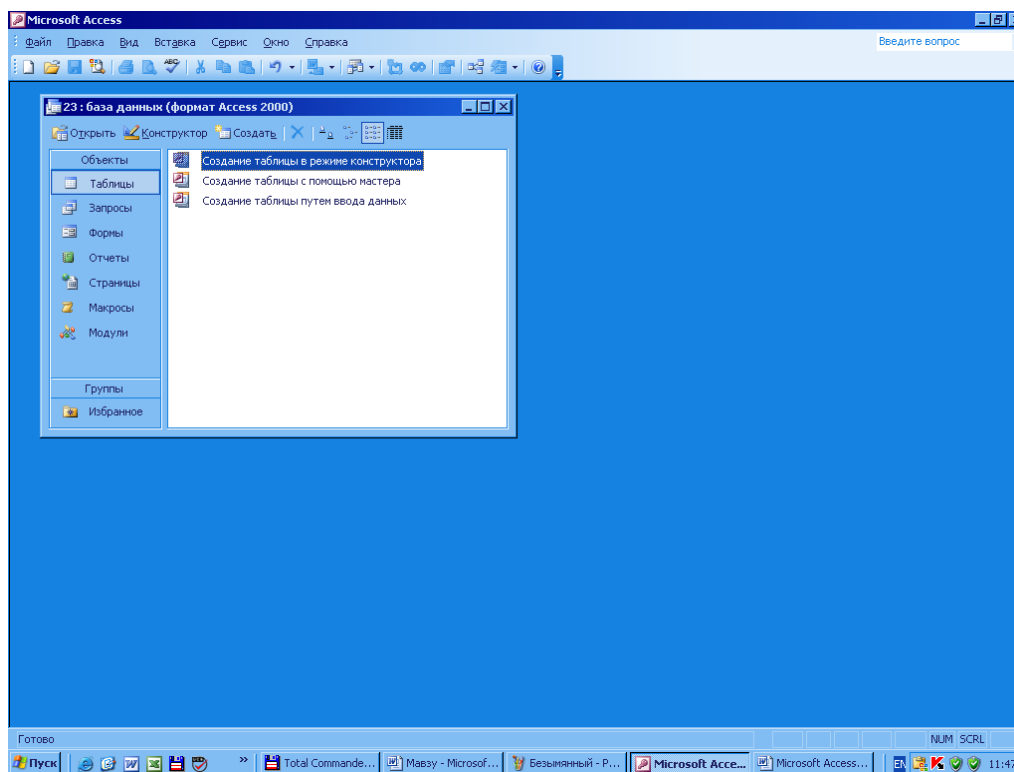 Microsoft Access
Файл Правка Вид Вставка Сервис Окно Справка
Введите вопрос
23 : база данных (формат Access 2000)
Открыть Конструктор Создать
Объекты
Таблицы
Запросы
Формы
Отчеты
Страницы
Макросы
Модули
Группы
Избранное
Создание таблицы в режиме конструктора
Создание таблицы с помощью мастера
Создание таблицы путем ввода данных
Готово
NUM SCRL
Пуск » Total Commande... Мавзу - Microsof... Безымянный - P... Microsoft Acce... Microsoft Access... EN 11:47